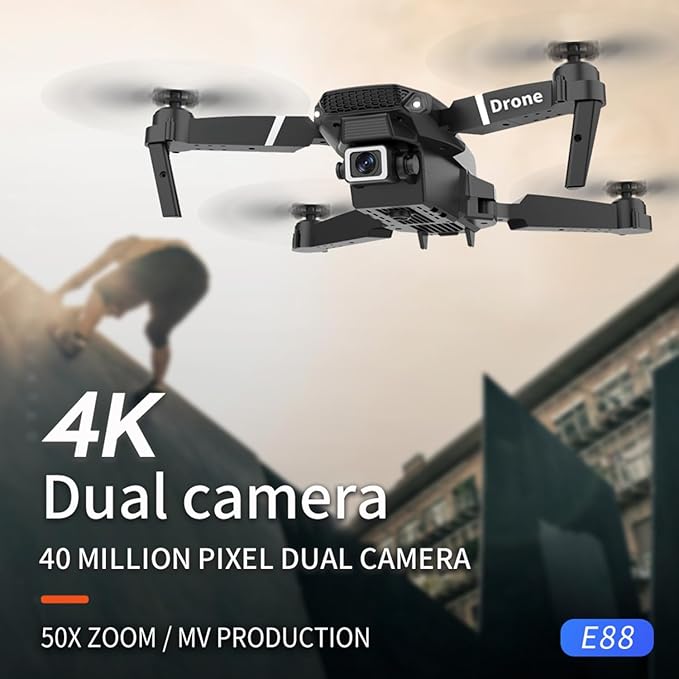 Drone
4K
Dual camera
40 MILLION PIXEL DUAL CAMERA
50X ZOOM / MV PRODUCTION
E88